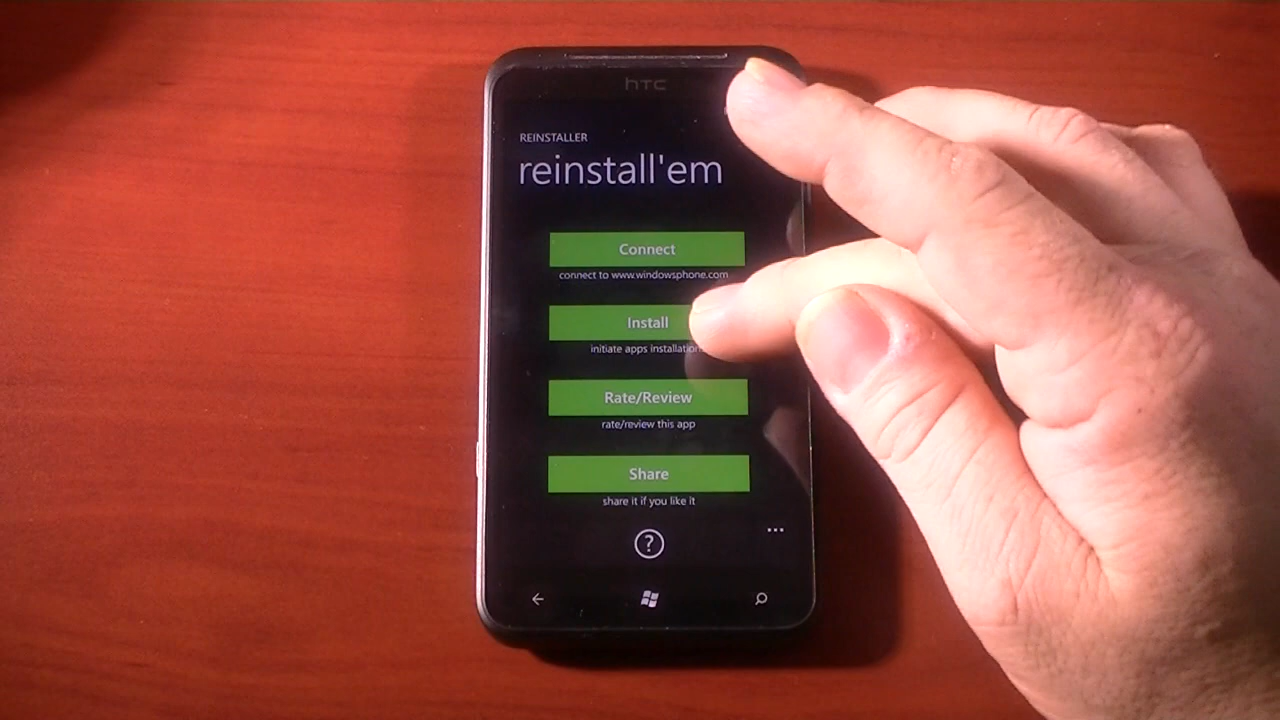 hTC
REINSTALLER
reinstall'em
Connect
connect to www.windowsphone.com
Install
initiate apps installation
Rate/Review
rate/review this app
Share
share it if you like it
?